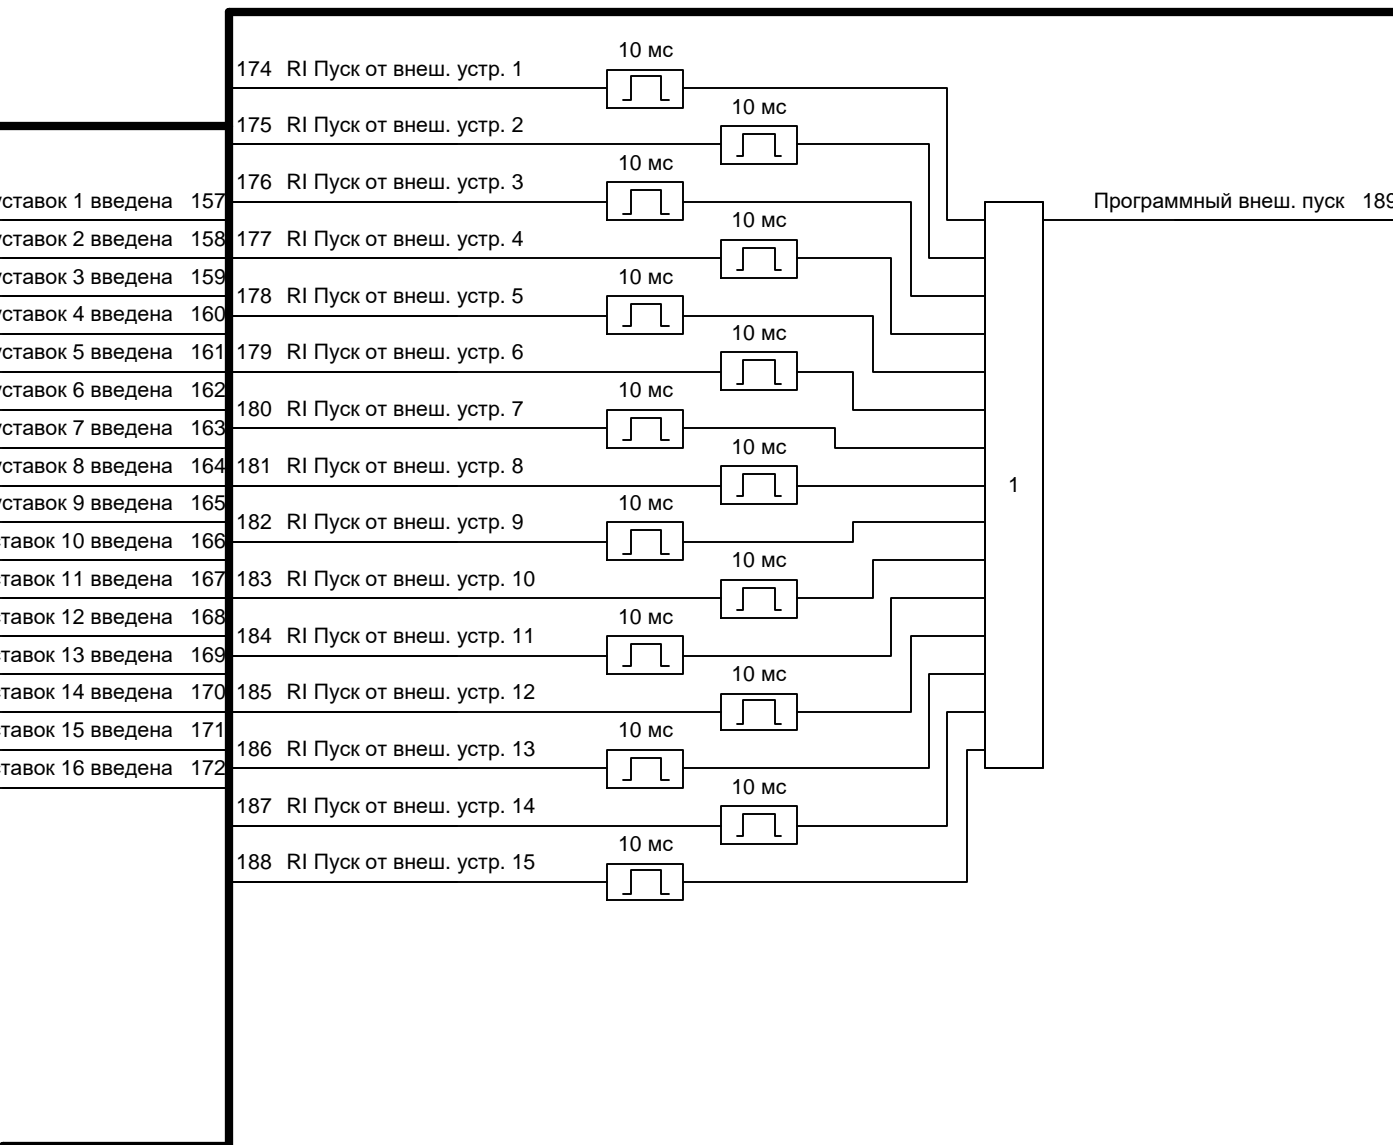 10 мс
174 RI Пуск от внеш. устр. 1
10 мс
175 RI Пуск от внеш. устр. 2
10 мс
176 RI Пуск от внеш. устр. 3
10 мс
177 RI Пуск от внеш. устр. 4
10 мс
178 RI Пуск от внеш. устр. 5
10 мс
179 RI Пуск от внеш. устр. 6
10 мс
180 RI Пуск от внеш. устр. 7
10 мс
181 RI Пуск от внеш. устр. 8
10 мс
182 RI Пуск от внеш. устр. 9
10 мс
183 RI Пуск от внеш. устр. 10
10 мс
184 RI Пуск от внеш. устр. 11
10 мс
185 RI Пуск от внеш. устр. 12
10 мс
186 RI Пуск от внеш. устр. 13
10 мс
187 RI Пуск от внеш. устр. 14
10 мс
188 RI Пуск от внеш. устр. 15
уставок 1 введена 157
уставок 2 введена 158
уставок 3 введена 159
уставок 4 введена 160
уставок 5 введена 161
уставок 6 введена 162
уставок 7 введена 163
уставок 8 введена 164
уставок 9 введена 165
ставок 10 введена 166
ставок 11 введена 167
ставок 12 введена 168
ставок 13 введена 169
ставок 14 введена 170
ставок 15 введена 171
ставок 16 введена 172
1
Программный внеш. пуск 189